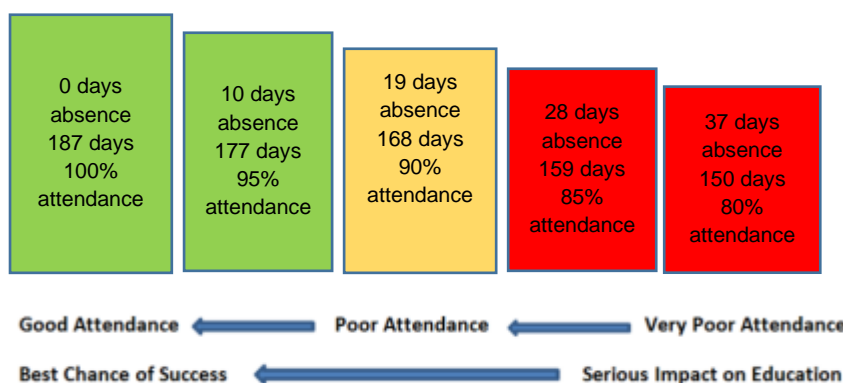 0 days
absence
187 days
100%
attendance
10 days
absence
177 days
95%
attendance
19 days
absence
168 days
90%
attendance
28 days
absence
159 days
85%
attendance
37 days
absence
150 days
80%
attendance
Good Attendance Poor Attendance Very Poor Attendance
Best Chance of Success Serious Impact on Education